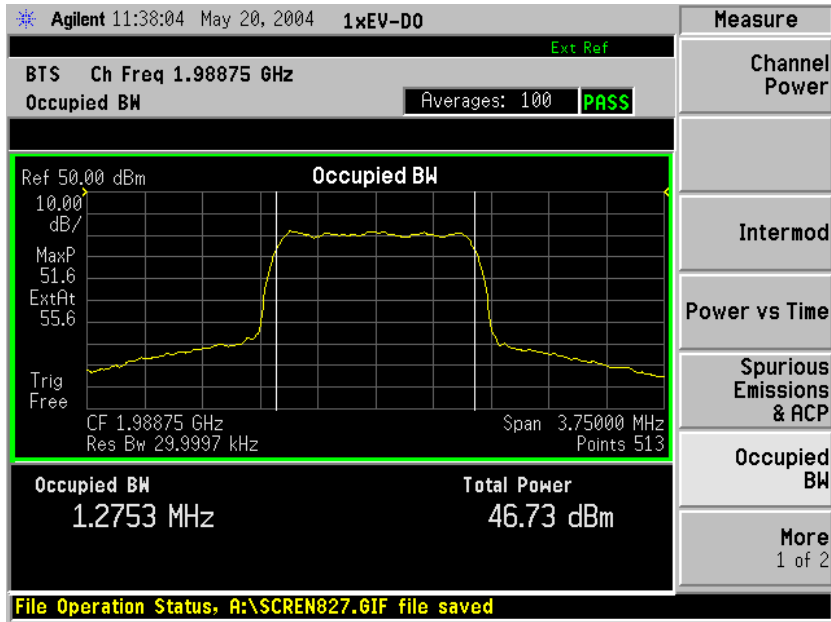 Agilent 11:38:04 May 20, 2004 1xEV-DO
Measure
Ext Ref
BTS Ch Freq 1.98875 GHz
Occupied BW
Averages: 100 PASS
Channel Power
Ref 50.00 dBm
Occupied BW
10.00
dB/
MaxP
51.6
ExtAt
55.6
Trig
Free
CF 1.98875 GHz
Span 3.75000 MHz
Res Bw 29.9997 kHz
Points 513
Intermod
Power vs Time
Spurious
Emissions
& ACP
Occupied
BW
Occupied BW
Total Power
1.2753 MHz
46.73 dBm
More
1 of 2
File Operation Status, A:\SCREN827.GIF file saved